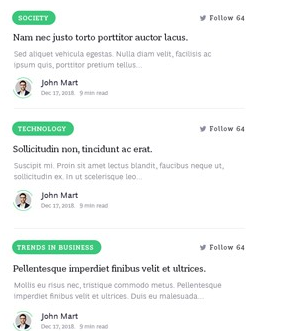 SOCIETY
Follow 64
Nam nec justo torto porttitor auctor lacus.
Sed aliquet vehicula egestas. Nulla diam velit, facilisis ac
ipsum quis, porttitor pretium tellus...
John Mart
Dec 17, 2018 9 min read
TECHNOLOGY
Follow 64
Sollicitudin non, tincidunt ac erat.
Suscipit mi. Proin sit amet lectus blandit, faucibus neque ut,
sollicitudin ex. In ut scelerisque leo...
John Mart
Dec 17, 2018 9 min read
TRENDS IN BUSINESS
Follow 64
Pellentesque imperdiet finibus velit et ultrices.
Mollis eu risus nec, tristique commodo metus. Pellentesque
imperdiet finibus velit et ultrices. Duis eu malesuada...
John Mart
Dec 17, 2018 9 min read